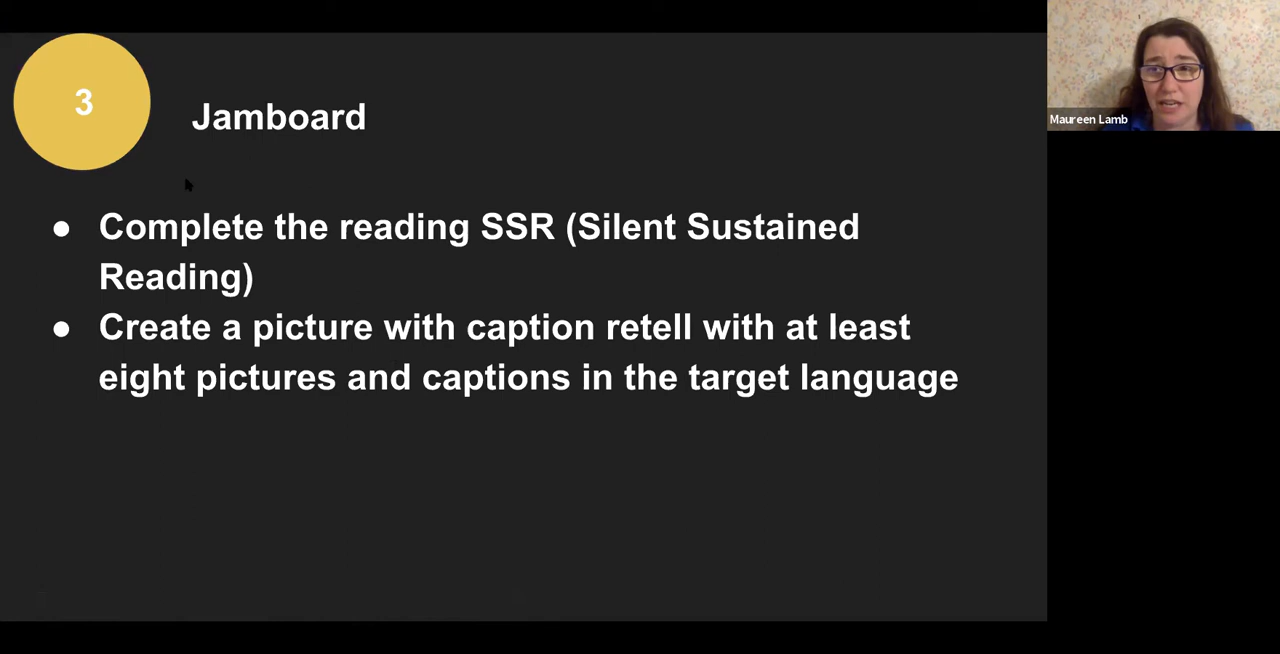 3
Jamboard
● Complete the reading SSR (Silent Sustained
Reading)
● Create a picture with caption retell with at least
eight pictures and captions in the target language
Maureen Lamb